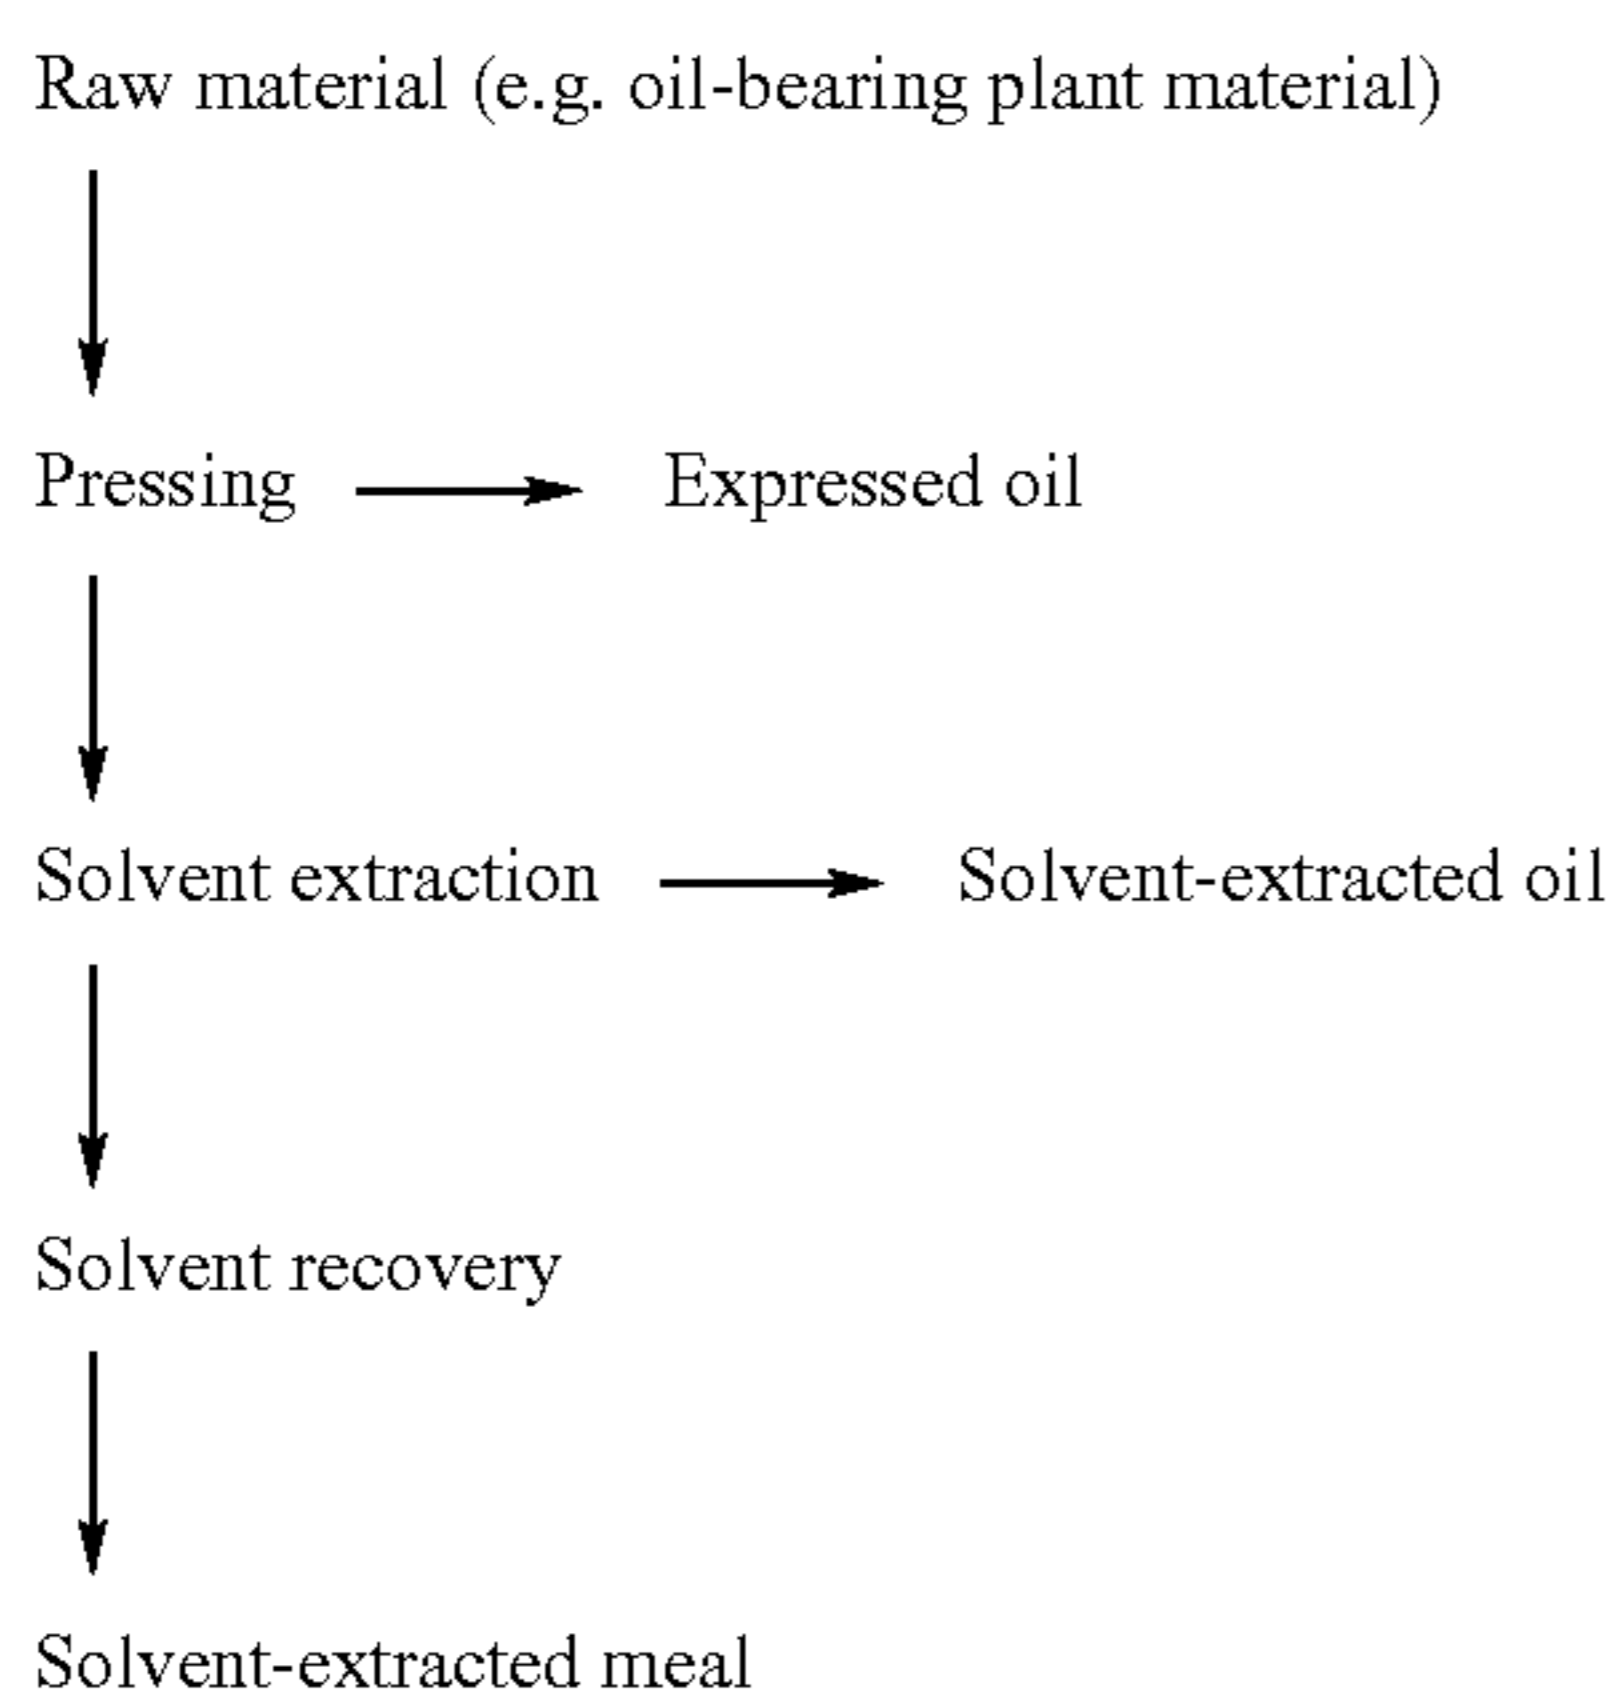 Raw material (e.g. oil-bearing plant material)
Pressing
Expressed oil
Solvent extraction
Solvent-extracted oil
Solvent recovery
Solvent-extracted meal